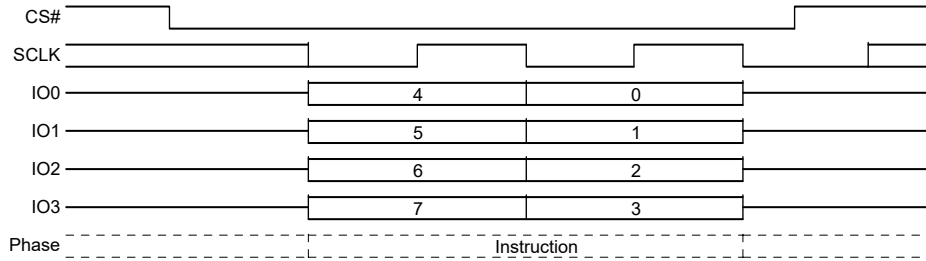 CS#
SCLK
IO0 4 0
IO1 5 1
IO2 6 2
IO3 7 3
Phase Instruction